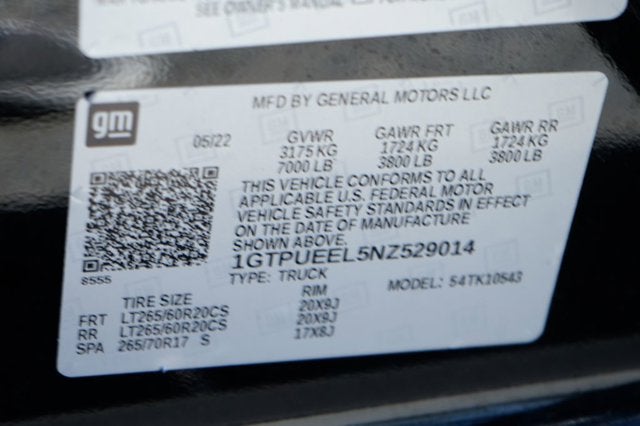 SEE OWNER'S MANUAL
MFD BY GENERAL MOTORS LLC
gm
05/22
GVWR GAWR FRT GAWR RR
3175 KG 1724 KG 1724 KG
7000 LB 3800 LB 3800 LB
THIS VEHICLE CONFORMS TO ALL
APPLICABLE U.S. FEDERAL MOTOR
VEHICLE SAFETY STANDARDS IN EFFECT
ON THE DATE OF MANUFACTURE
SHOWN ABOVE.
1GTPUEEL5NZ529014
8555
TYPE: TRUCK MODEL: 54TK10543
TIRE SIZE RIM
FRT LT265/60R20CS 20X9J
RR LT265/60R20CS 20X9J
SPA 265/70R17 S 17X8J